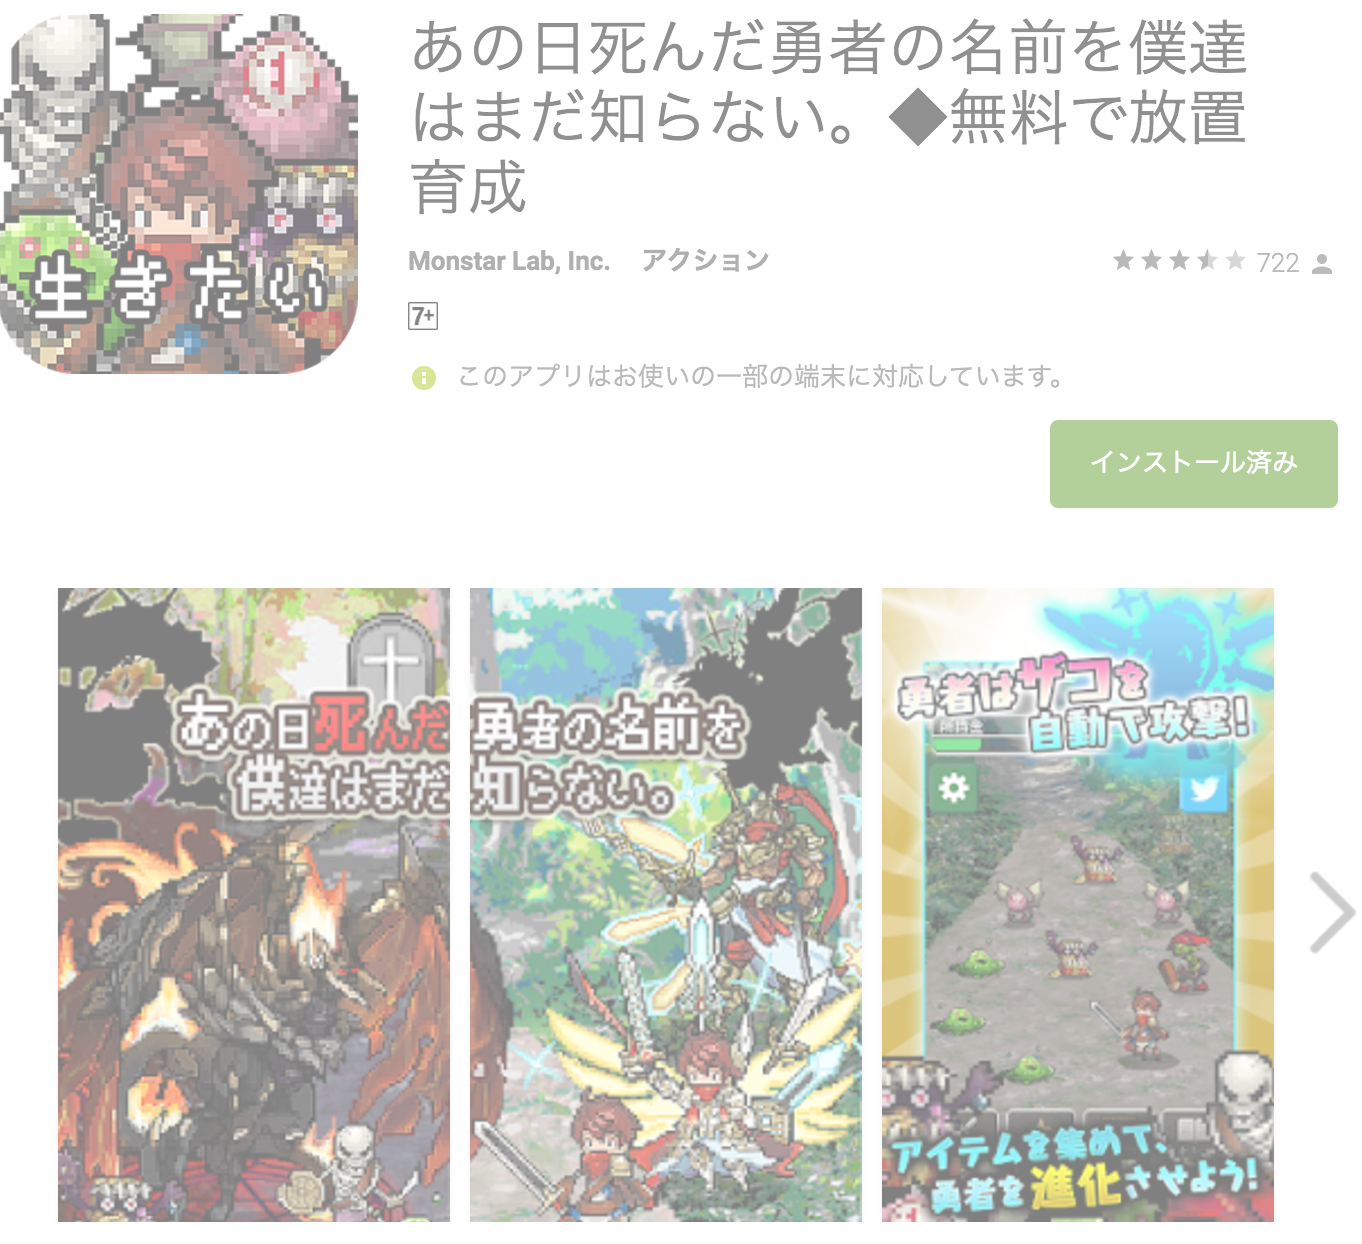 あの日死んだ勇者の名前を僕達
はまだ知らない。◆無料で放置
育成
Monstar Lab, Inc. アクション
722
7+
このアプリはお使いの一部の端末に対応しています。
インストール済み
生きたい
あの日死んだ勇者の名前を
僕達はまだ知らない。
勇者はザコを
自動で攻撃!
所持金
アイテムを集めて、
勇者を進化させよう!